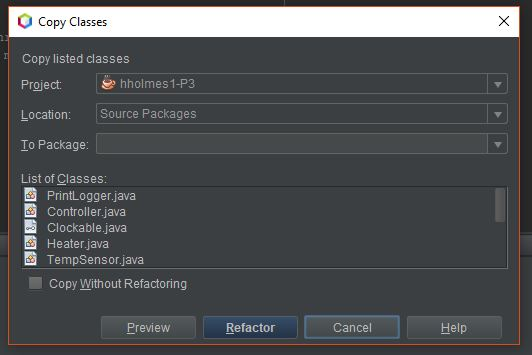 Copy Classes
Copy listed classes
Project: hholmes1-P3
Location: Source Packages
To Package:
List of Classes:
PrintLogger.java
Controller.java
Clockable.java
Heater.java
TempSensor.java
Copy Without Refactoring
Preview Refactor Cancel Help